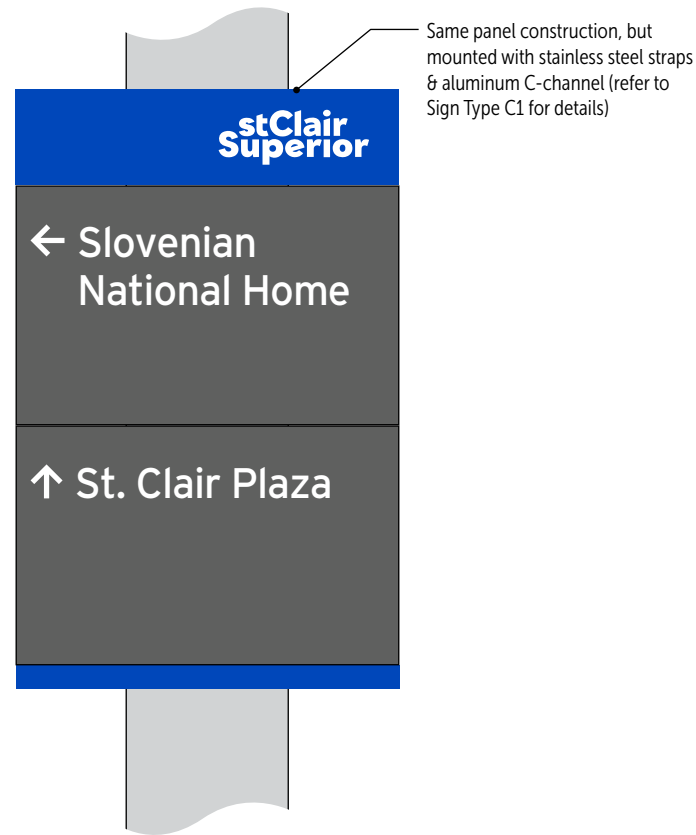 Same panel construction, but
mounted with stainless steel straps
& aluminum C-channel (refer to
Sign Type C1 for details)
stClair
Superior
← Slovenian
National Home
↑ St. Clair Plaza